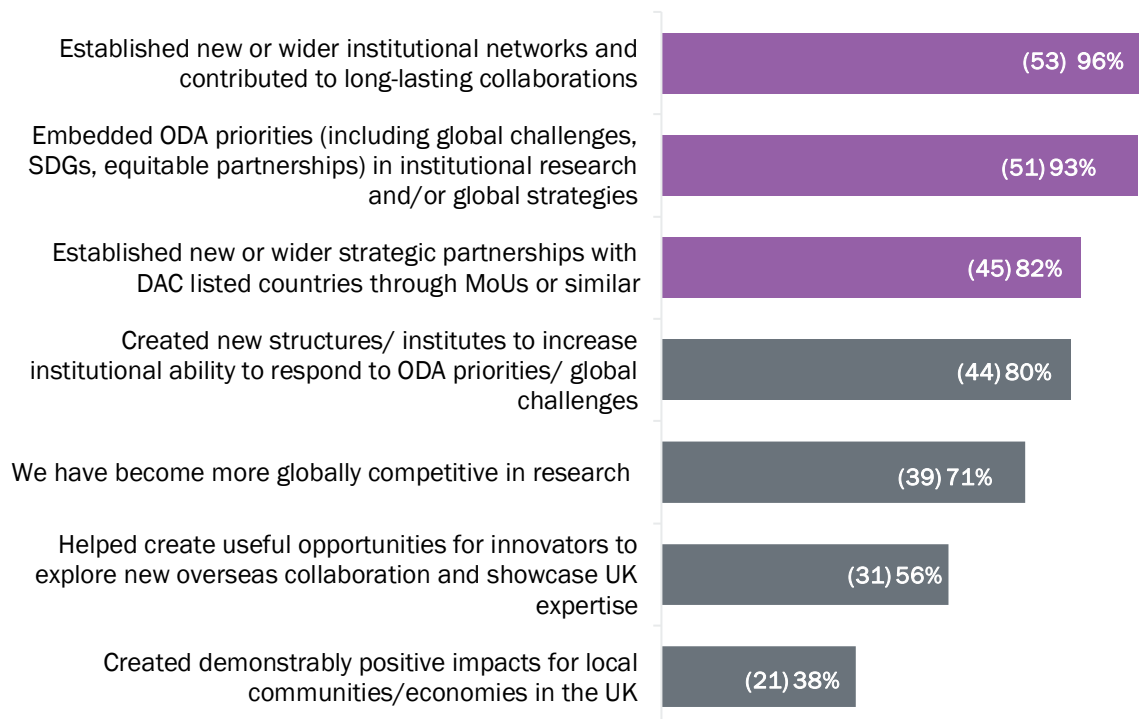 Established new or wider institutional networks and
contributed to long-lasting collaborations
(53) 96%
Embedded ODA priorities (including global challenges,
SDGs, equitable partnerships) in institutional research
and/or global strategies
(51) 93%
Established new or wider strategic partnerships with
DAC listed countries through MoUs or similar
(45) 82%
Created new structures/ institutes to increase
institutional ability to respond to ODA priorities/ global
challenges
(44) 80%
We have become more globally competitive in research
(39) 71%
Helped create useful opportunities for innovators to
explore new overseas collaboration and showcase UK
expertise
(31) 56%
Created demonstrably positive impacts for local
communities/economies in the UK
(21) 38%